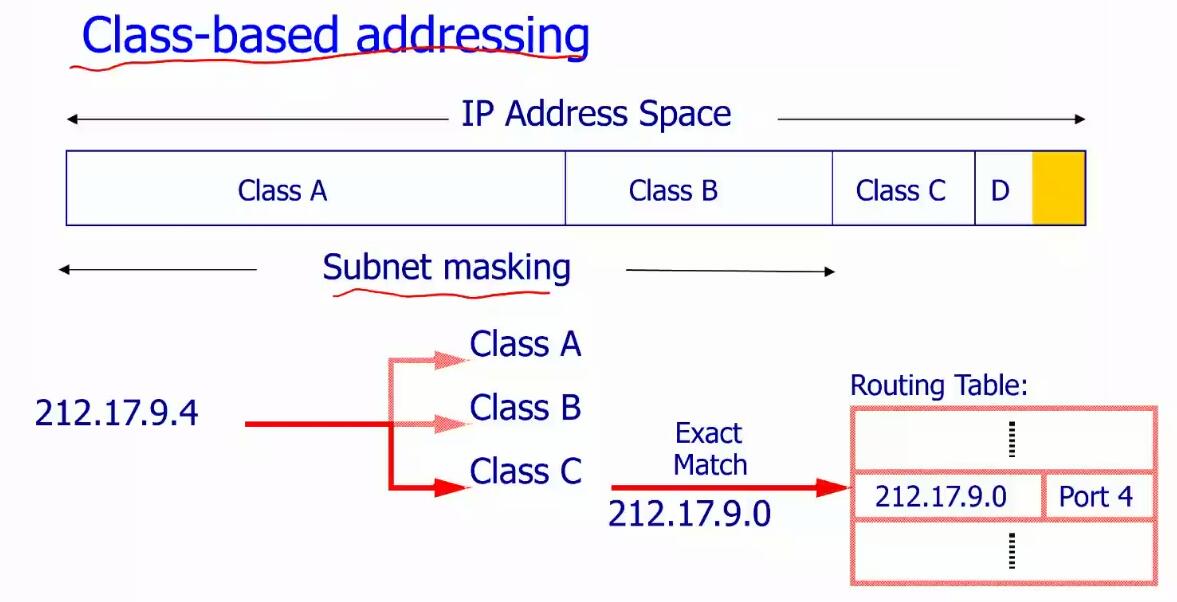 Class-based addressing
IP Address Space
Class A
Class B
Class C
D
Subnet masking
Class A
Class B
Class C
212.17.9.4
Exact
Match
212.17.9.0
Routing Table:
212.17.9.0
Port 4